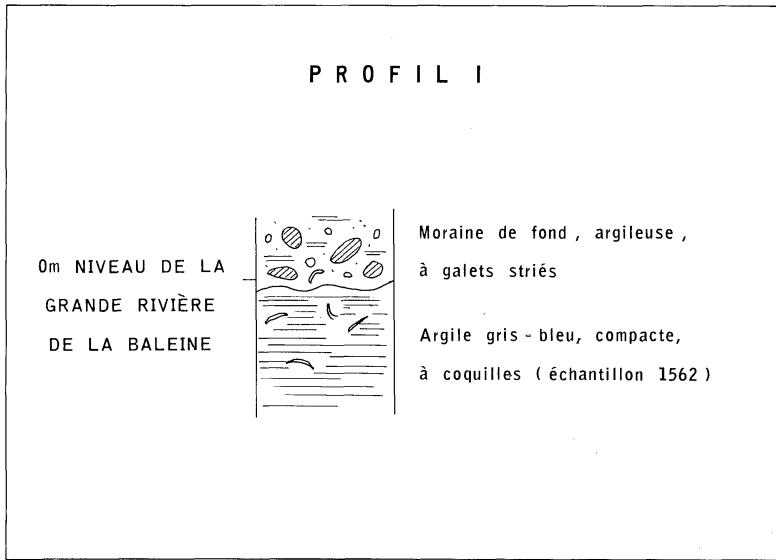 PROFIL I
0m NIVEAU DE LA
GRANDE RIVIÈRE
DE LA BALEINE
Moraine de fond, argileuse,
à galets striés
Argile gris-bleu, compacte,
à coquilles (échantillon 1562)